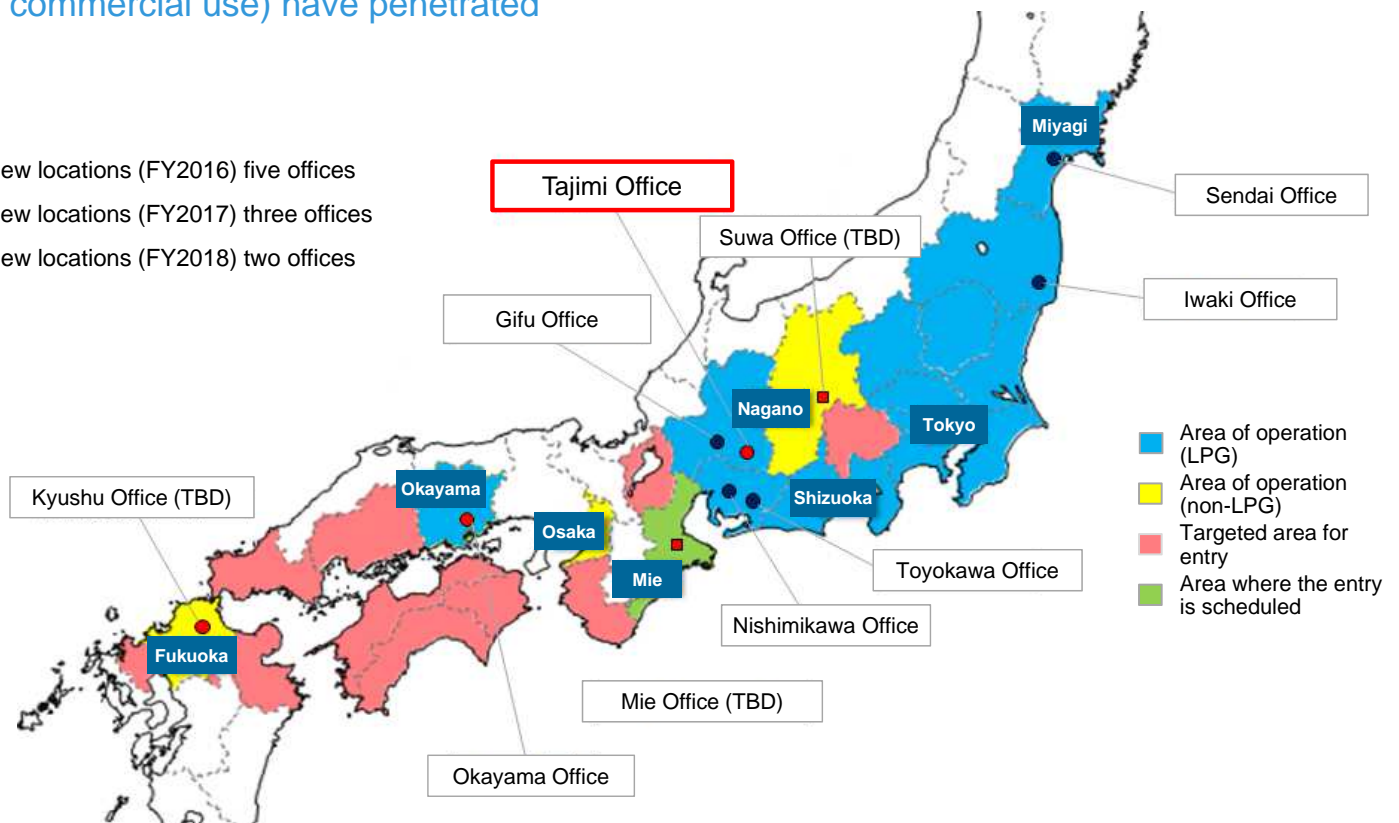 commercial use) have penetrated
ew locations (FY2016) five offices
ew locations (FY2017) three offices
ew locations (FY2018) two offices
Miyagi
Tajimi Office
Sendai Office
Suwa Office (TBD)
Iwaki Office
Gifu Office
Nagano
Tokyo
Area of operation
(LPG)
Area of operation
(non-LPG)
Targeted area for
entry
Area where the entry
is scheduled
Kyushu Office (TBD)
Okayama
Shizuoka
Osaka
Mie
Toyokawa Office
Nishimikawa Office
Fukuoka
Mie Office (TBD)
Okayama Office